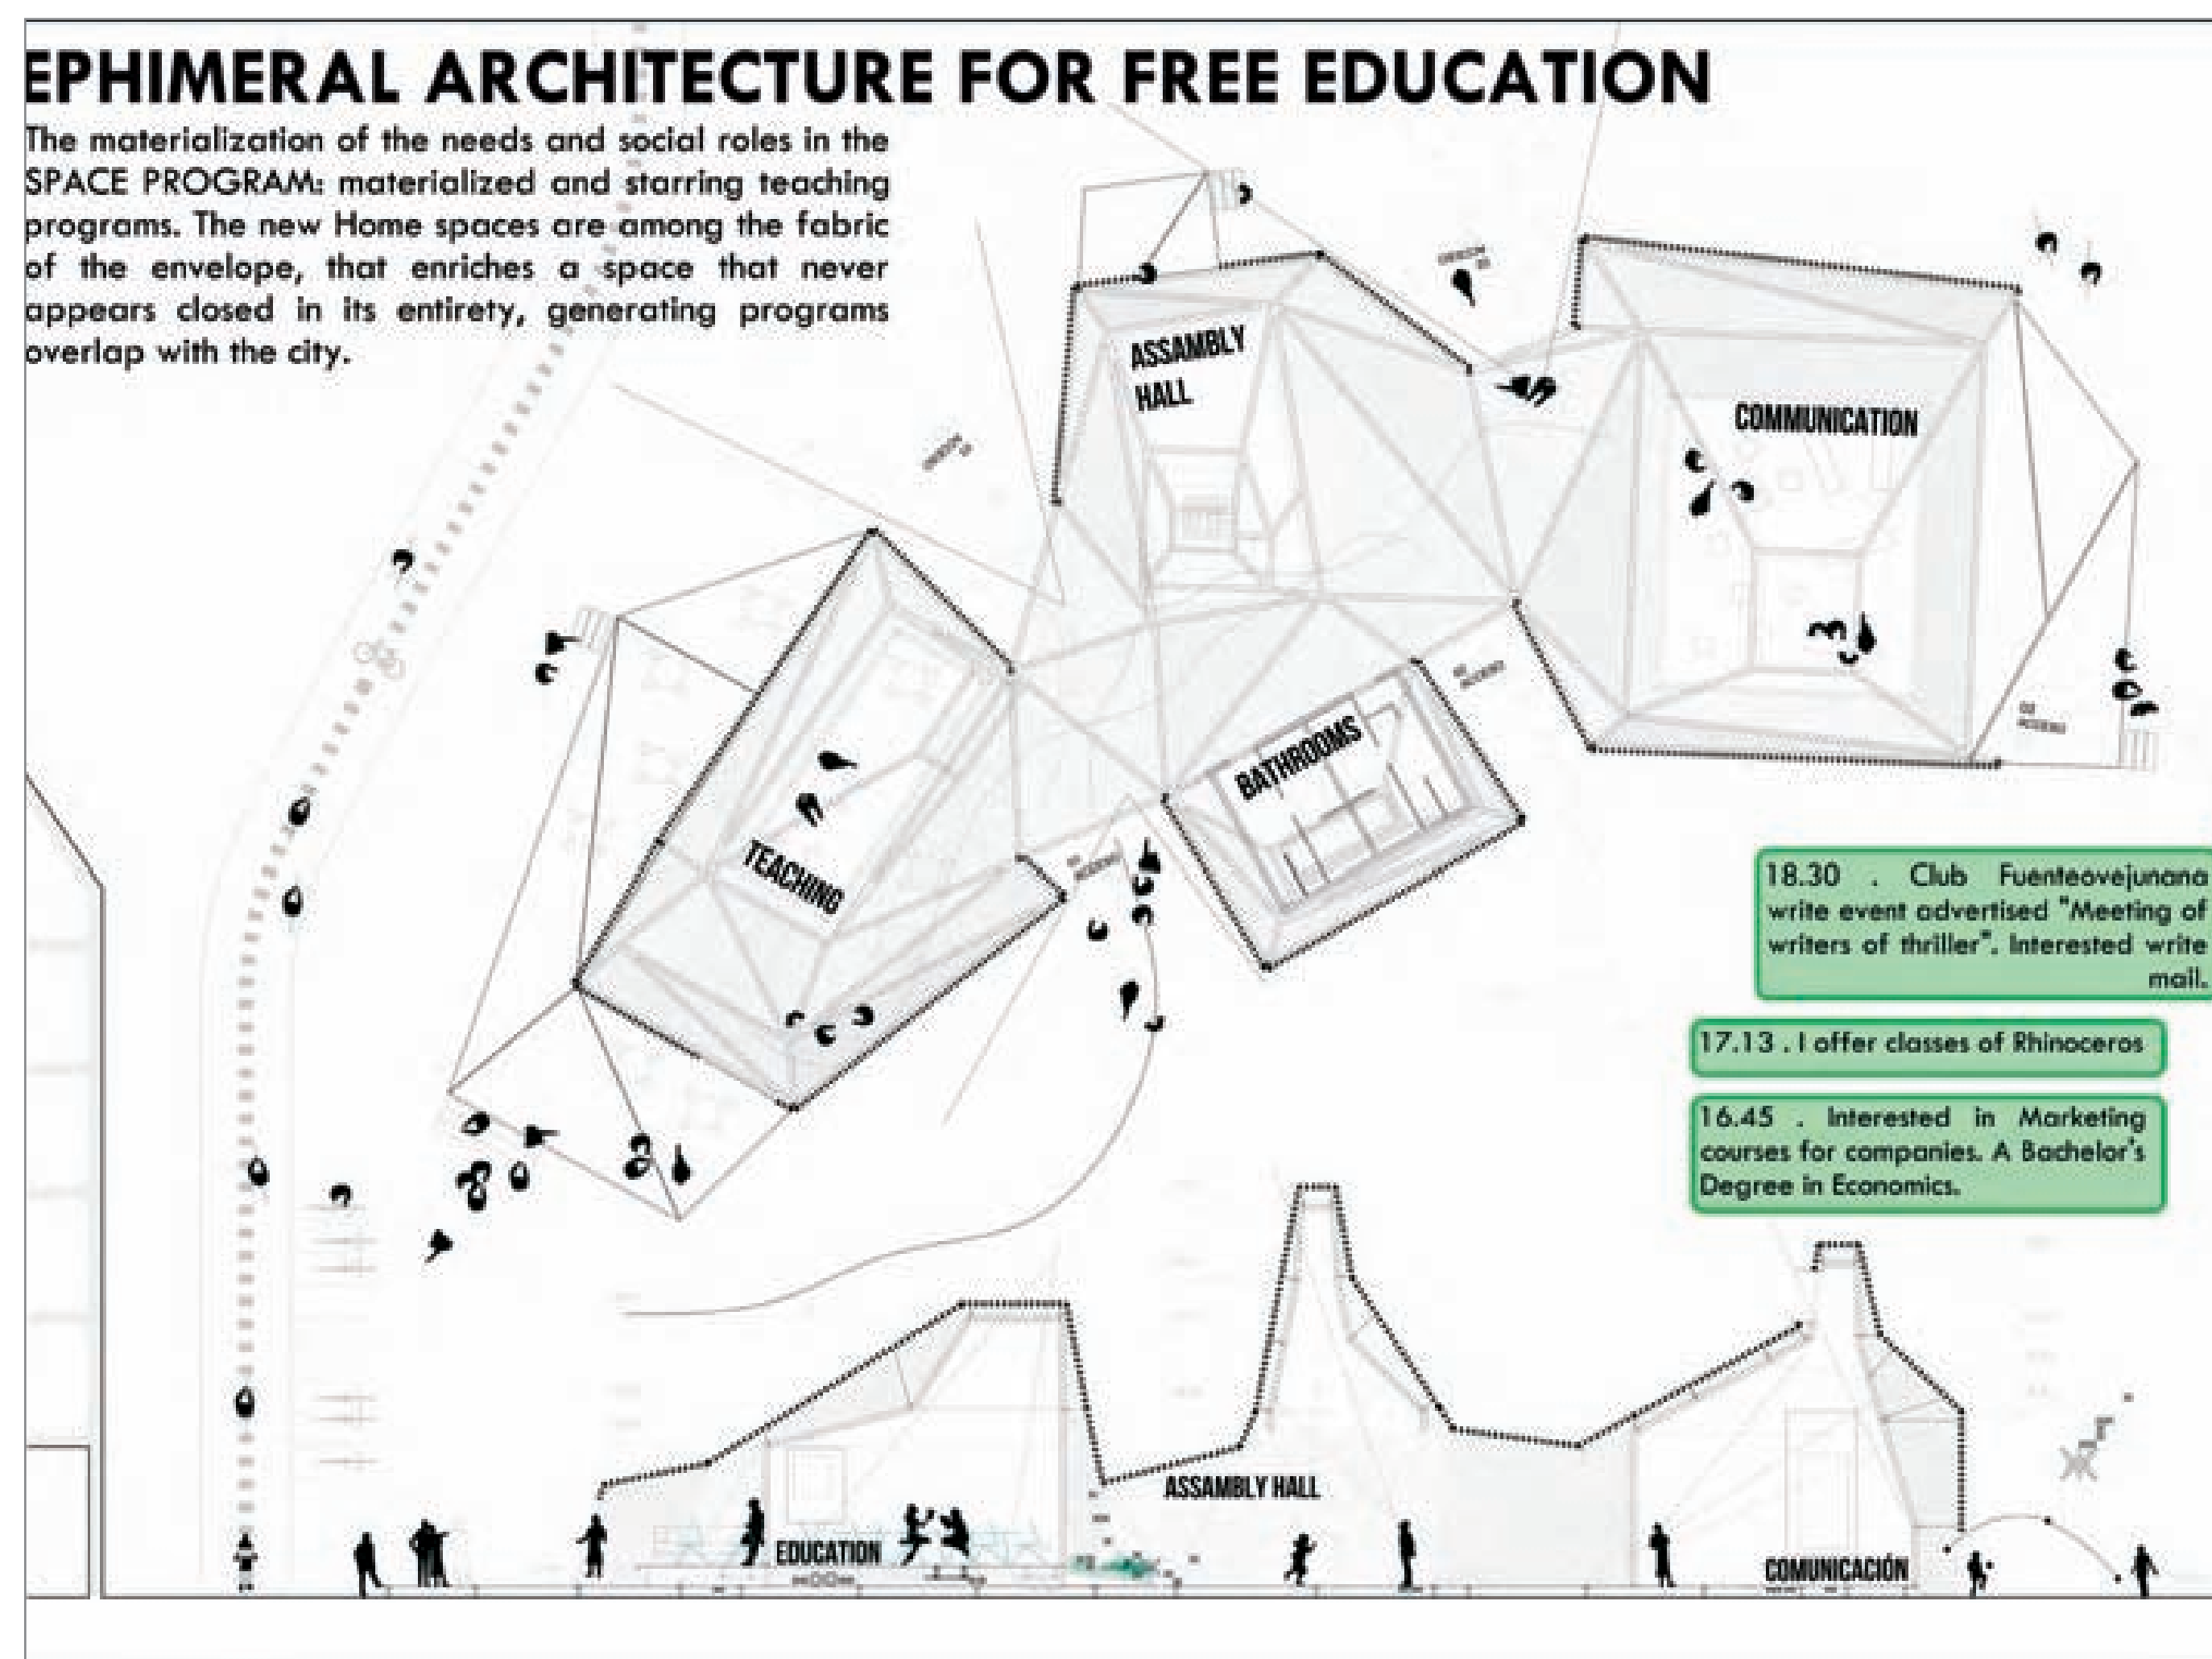 EPHIMERAL ARCHITECTURE FOR FREE EDUCATION
The materialization of the needs and social roles in the
SPACE PROGRAM: materialized and starring teaching
programs. The new Home spaces are among the fabric
of the envelope, that enriches a space that never
appears closed in its entirety, generating programs
overlap with the city.
ASSAMBLY
HALL
COMMUNICATION
BATHROOMS
TEACHING
18.30 . Club Fuenteovejunana
write event advertised "Meeting of
writers of thriller". Interested write
mail.
17.13 . I offer classes of Rhinoceros
16.45 . Interested in Marketing
courses for companies. A Bachelor's
Degree in Economics.
ASSAMBLY HALL
EDUCATION
COMUNICACIÓN